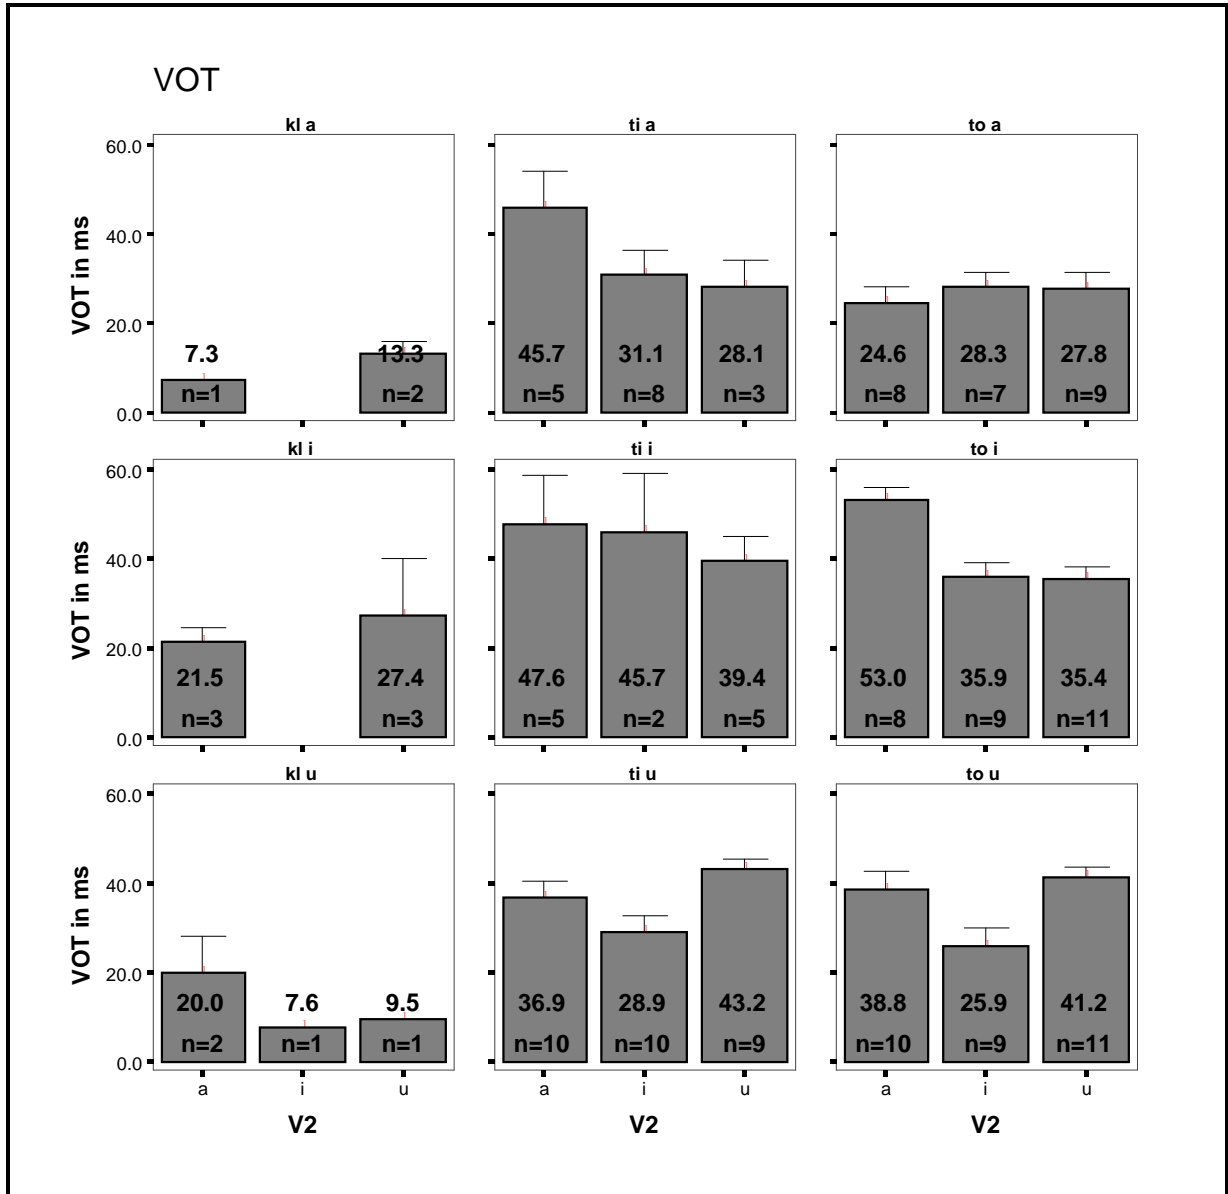 VOT
kl a ti a to a
60.0
40.0
20.0
0.0
VOT in ms
7.3 13.3 45.7 31.1 28.1 24.6 28.3 27.8
n=1 n=2 n=5 n=8 n=3 n=8 n=7 n=9
kl i ti i to i
60.0
40.0
20.0
0.0
VOT in ms
21.5 27.4 47.6 45.7 39.4 53.0 35.9 35.4
n=3 n=3 n=5 n=2 n=5 n=8 n=9 n=11
kl u ti u to u
60.0
40.0
20.0
0.0
VOT in ms
20.0 7.6 9.5 36.9 28.9 43.2 38.8 25.9 41.2
n=2 n=1 n=1 n=10 n=10 n=9 n=10 n=9 n=11
a i u a i u a i u
V2 V2 V2